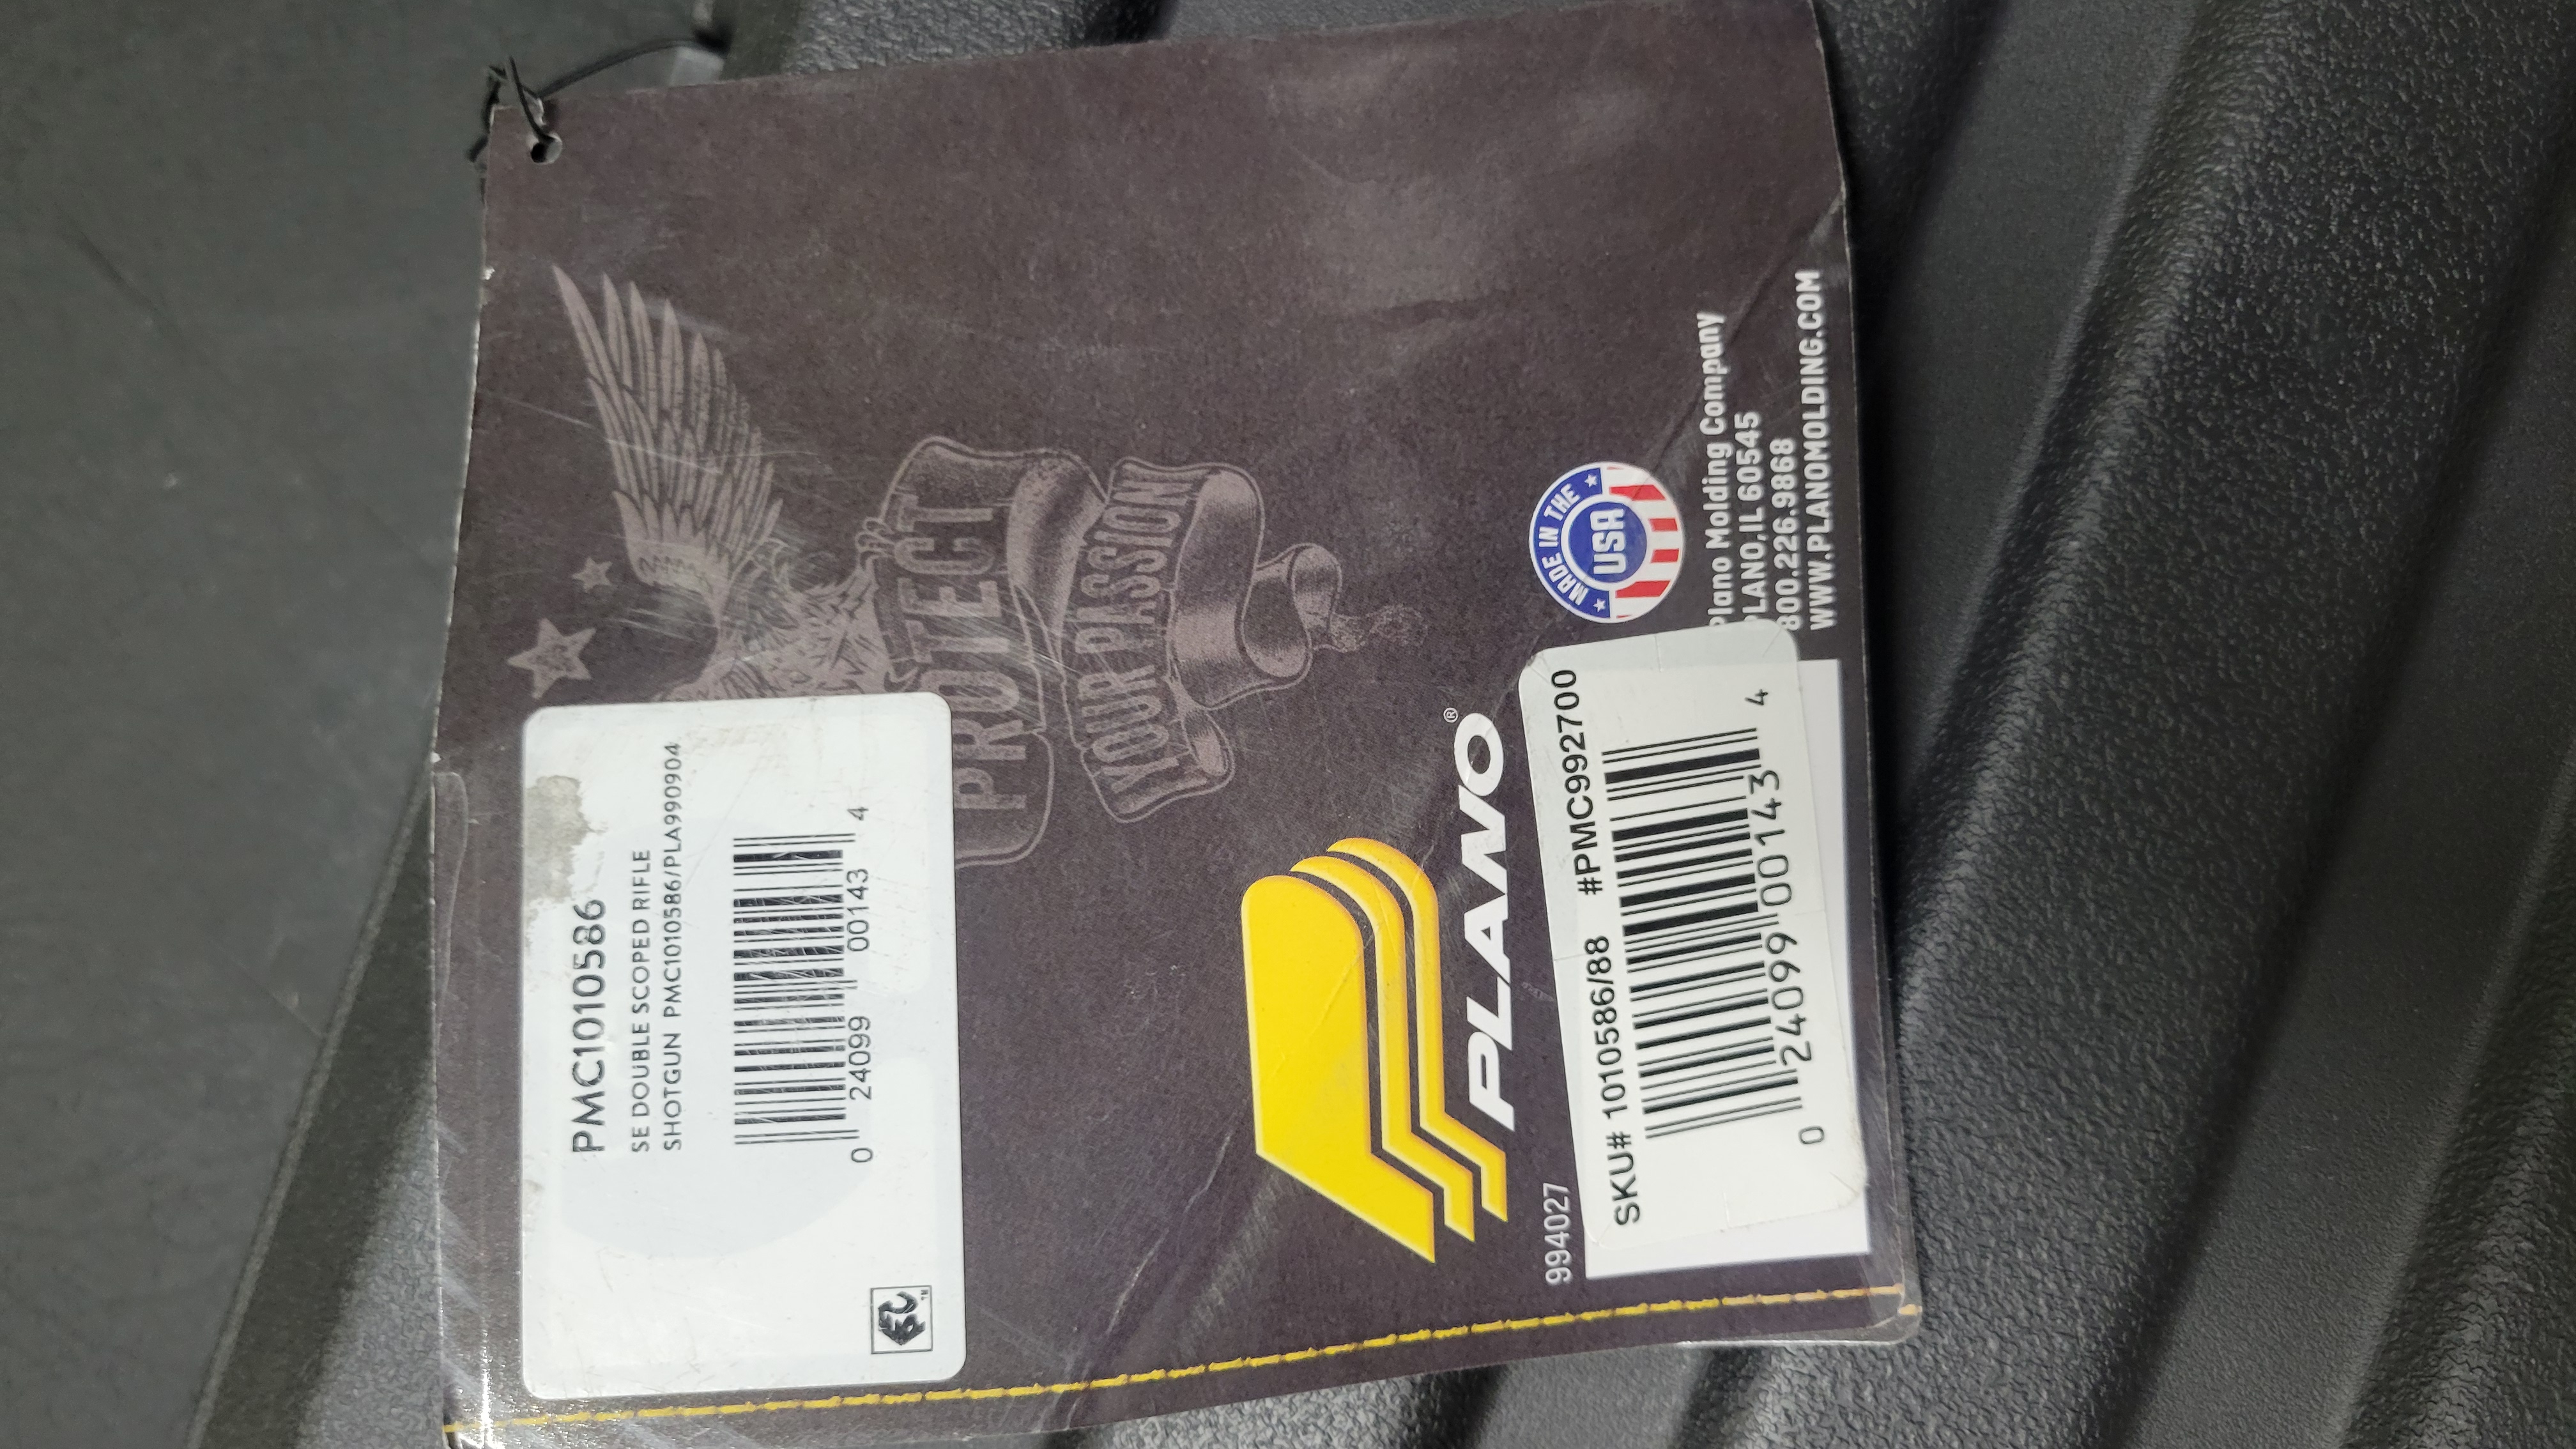 PMC1010586
SE DOUBLE SCOPED RIFLE
SHOTGUN PMC1010586/PLA990904
0 24099 00143 4
PROTECT
YOUR PASSION
PLANO®
994027
MADE IN THE
USA
Plano Molding Company
PLANO, IL 60545
800.226.9868
WWW.PLANOMOLDING.COM
SKU# 1010586/88 #PMC992700
0 24099 00143 4